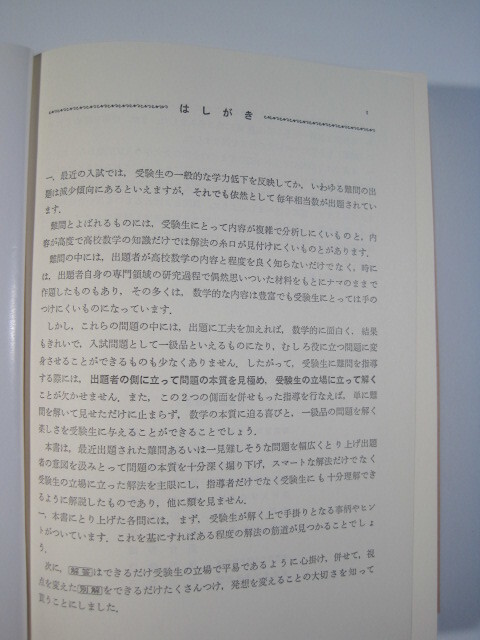 はしがき
1
一、最近の入試では、受験生の一般的な学力低下を反映してか、いわゆる難問の出
題は減少傾向にあるといえますが、それでも依然として毎年相当数が出題されてい
ます。
難問とよばれるものには、受験生にとって内容が複雑で分析しにくいものと、内
容が高度で高校数学の知識だけでは解法の糸口が見付けにくいものとがあります。
難問の中には、出題者が高校数学の内容と程度を良く知らないだけでなく、時に
は、出題者自身の専門領域の研究過程で偶然思いついた材料をもとにナマのままで
作題したものもあり、その多くは、数学的な内容は豊富でも受験生にとっては手の
つけにくいものになっています。
しかし、これらの問題の中には、出題に工夫を加えれば、数学的に面白く、結果
もきれいで、入試問題として一級品といえるものになり、むしろ役に立つ問題に変
身させることができるものも少なくありません。したがって、受験生に難問を指導
する際には、出題者の側に立って問題の本質を見極め、受験生の立場に立って解く
ことが欠かせません。また、この2つの側面を併せもった指導を行なえば、単に難
問を解いて見せただけに止まらず、数学の本質に迫る喜びと、一級品の問題を解く
楽しさを受験生に与えることができることでしょう。
本書は、最近出題された難問あるいは一見難しそうな問題を幅広くとり上げ出題
者の意図を汲みとって問題の本質を十分深く掘り下げ、スマートな解法だけでなく
受験生の立場に立った解法を主眼にし、指導者だけでなく受験生にも十分理解でき
るように解説したものであり、他に類を見ません。
一、本書にとり上げた各問には、まず、受験生が解く上で手掛りとなる事柄やヒン
トがついています。これを基にすればある程度の解法の筋道が見つかることでしょ
う。
次に、解答はできるだけ受験生の立場で平易であるように心掛け、併せて、視
点を変えた別解をできるだけたくさんつけ、発想を変えることの大切さを知って
貰うことにしました。